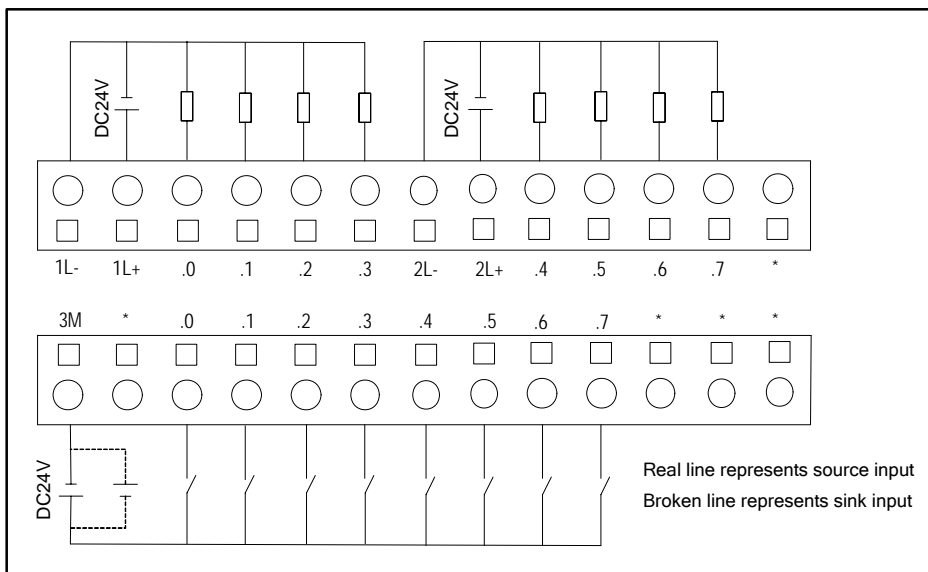 DC24V DC24V
1L- 1L+ .0 .1 .2 .3 2L- 2L+ .4 .5 .6 .7 *
3M * .0 .1 .2 .3 .4 .5 .6 .7 * * *
DC24V
Real line represents source input
Broken line represents sink input